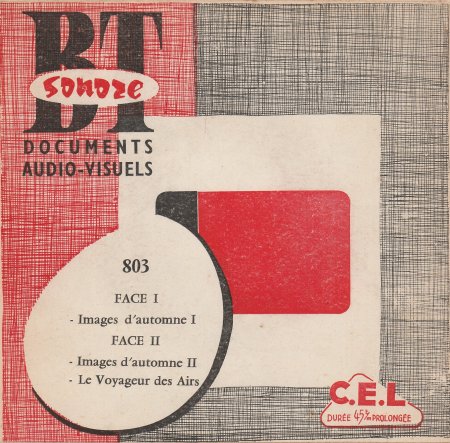 BT
sonore
DOCUMENTS
AUDIO-VISUELS
803
FACE I
- Images d'automne I
FACE II
- Images d'automne II
- Le Voyageur des Airs
C.E.L
DURÉE 45 PROLONGÉE